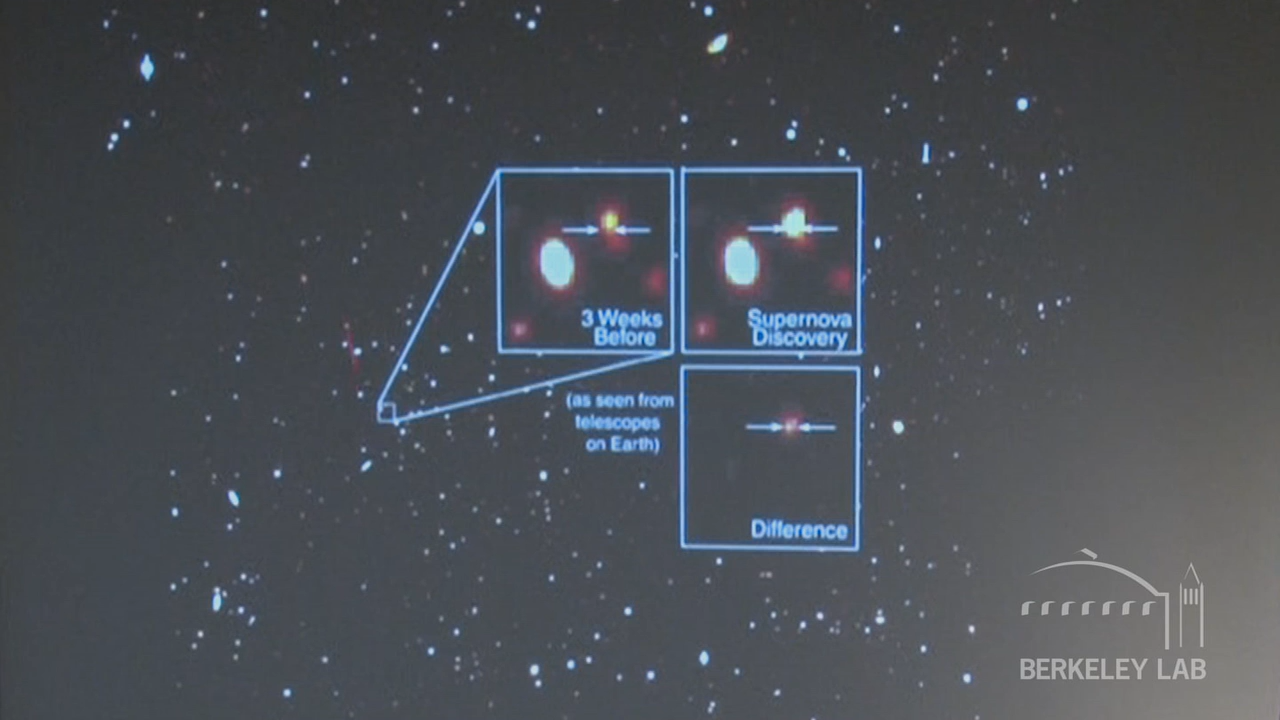 3 Weeks
Before
Supernova
Discovery
(as seen from
telescopes
on Earth)
Difference
BERKELEY LAB